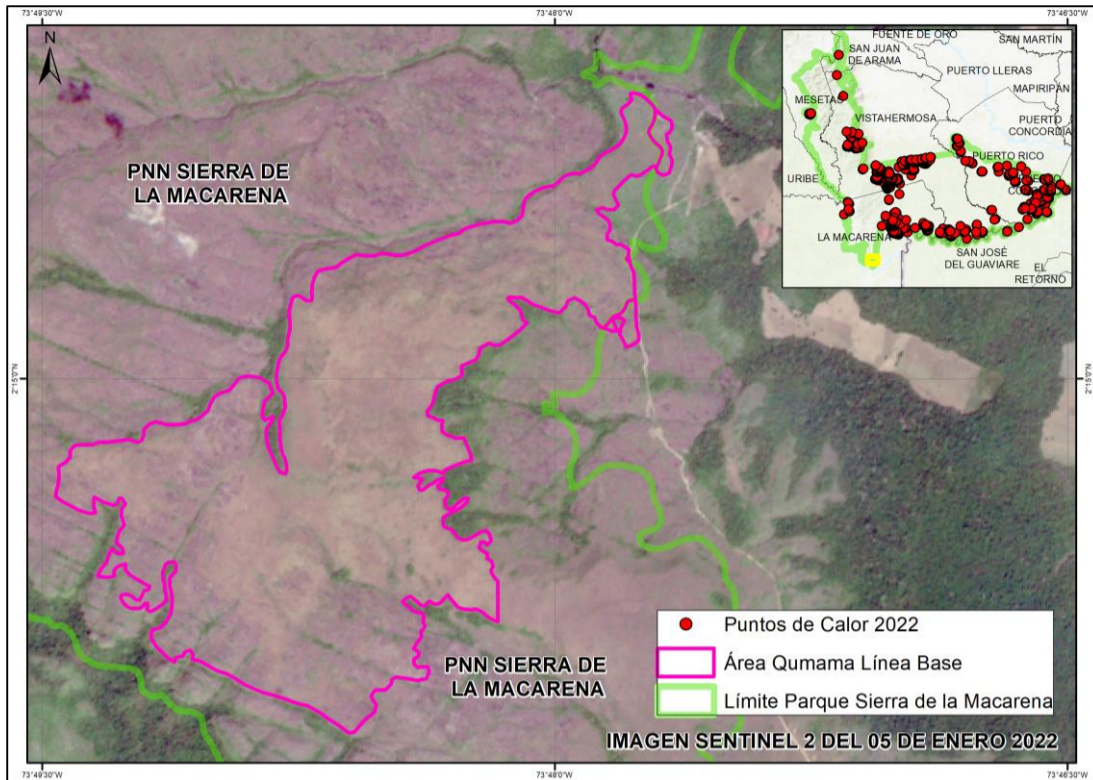 73°49'30"W
73°48'0"W
73°46'30"W
N
PNN SIERRA DE
LA MACARENA
FUENTE DE ORO
SAN MARTÍN
SAN JUAN
DE ARAMA
PUERTO LLERAS
MAPIRIPÁN
MESETAS
VISTAHERMOSA
PUERTO
CONCORDIA
PUERTO RICO
URIBE
LA MACARENA
SAN JOSÉ
DEL GUAVIARE
EL
RETORNO
2°15'0"N
2°15'0"N
PNN SIERRA DE
LA MACARENA
Puntos de Calor 2022
Área Qumama Línea Base
Límite Parque Sierra de la Macarena
IMAGEN SENTINEL 2 DEL 05 DE ENERO 2022
73°49'30"W
73°48'0"W
73°46'30"W